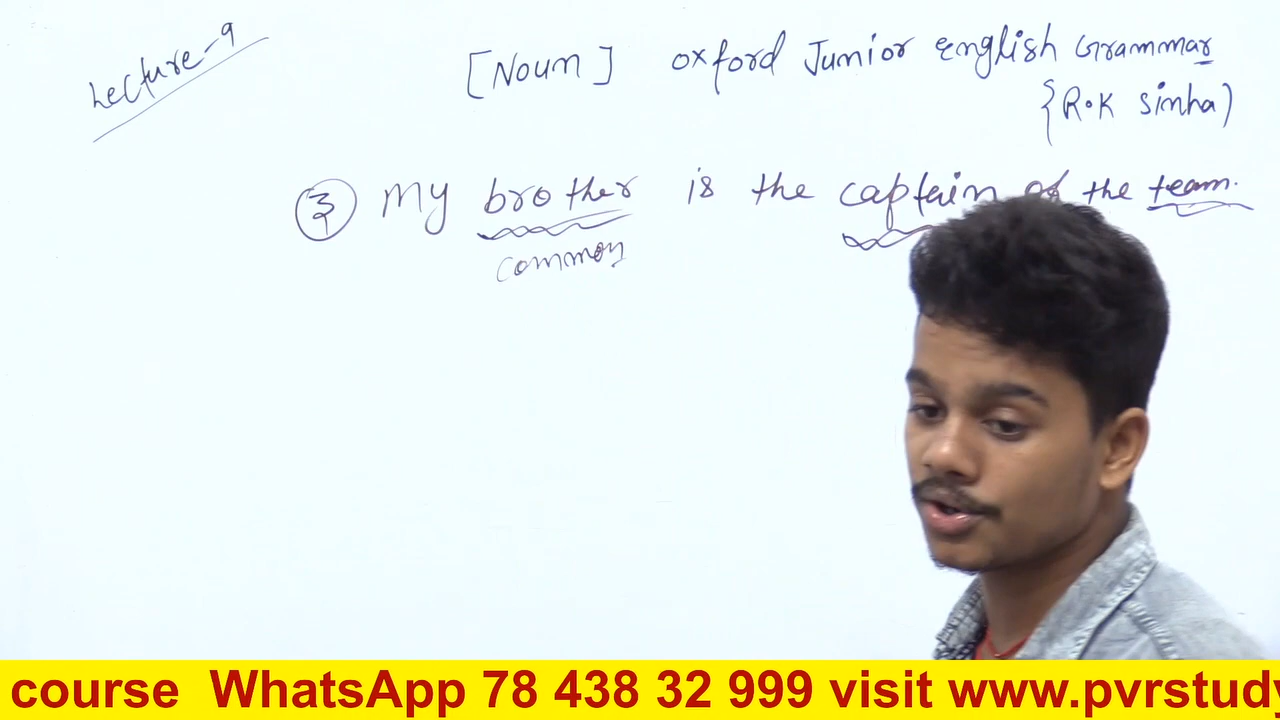 Lecture-9
[Noun] Oxford Junior English Grammar
{R.K Sinha)
③ My brother is the captain of the team.
common
course WhatsApp 78 438 32 999 visit www.pvrstudy